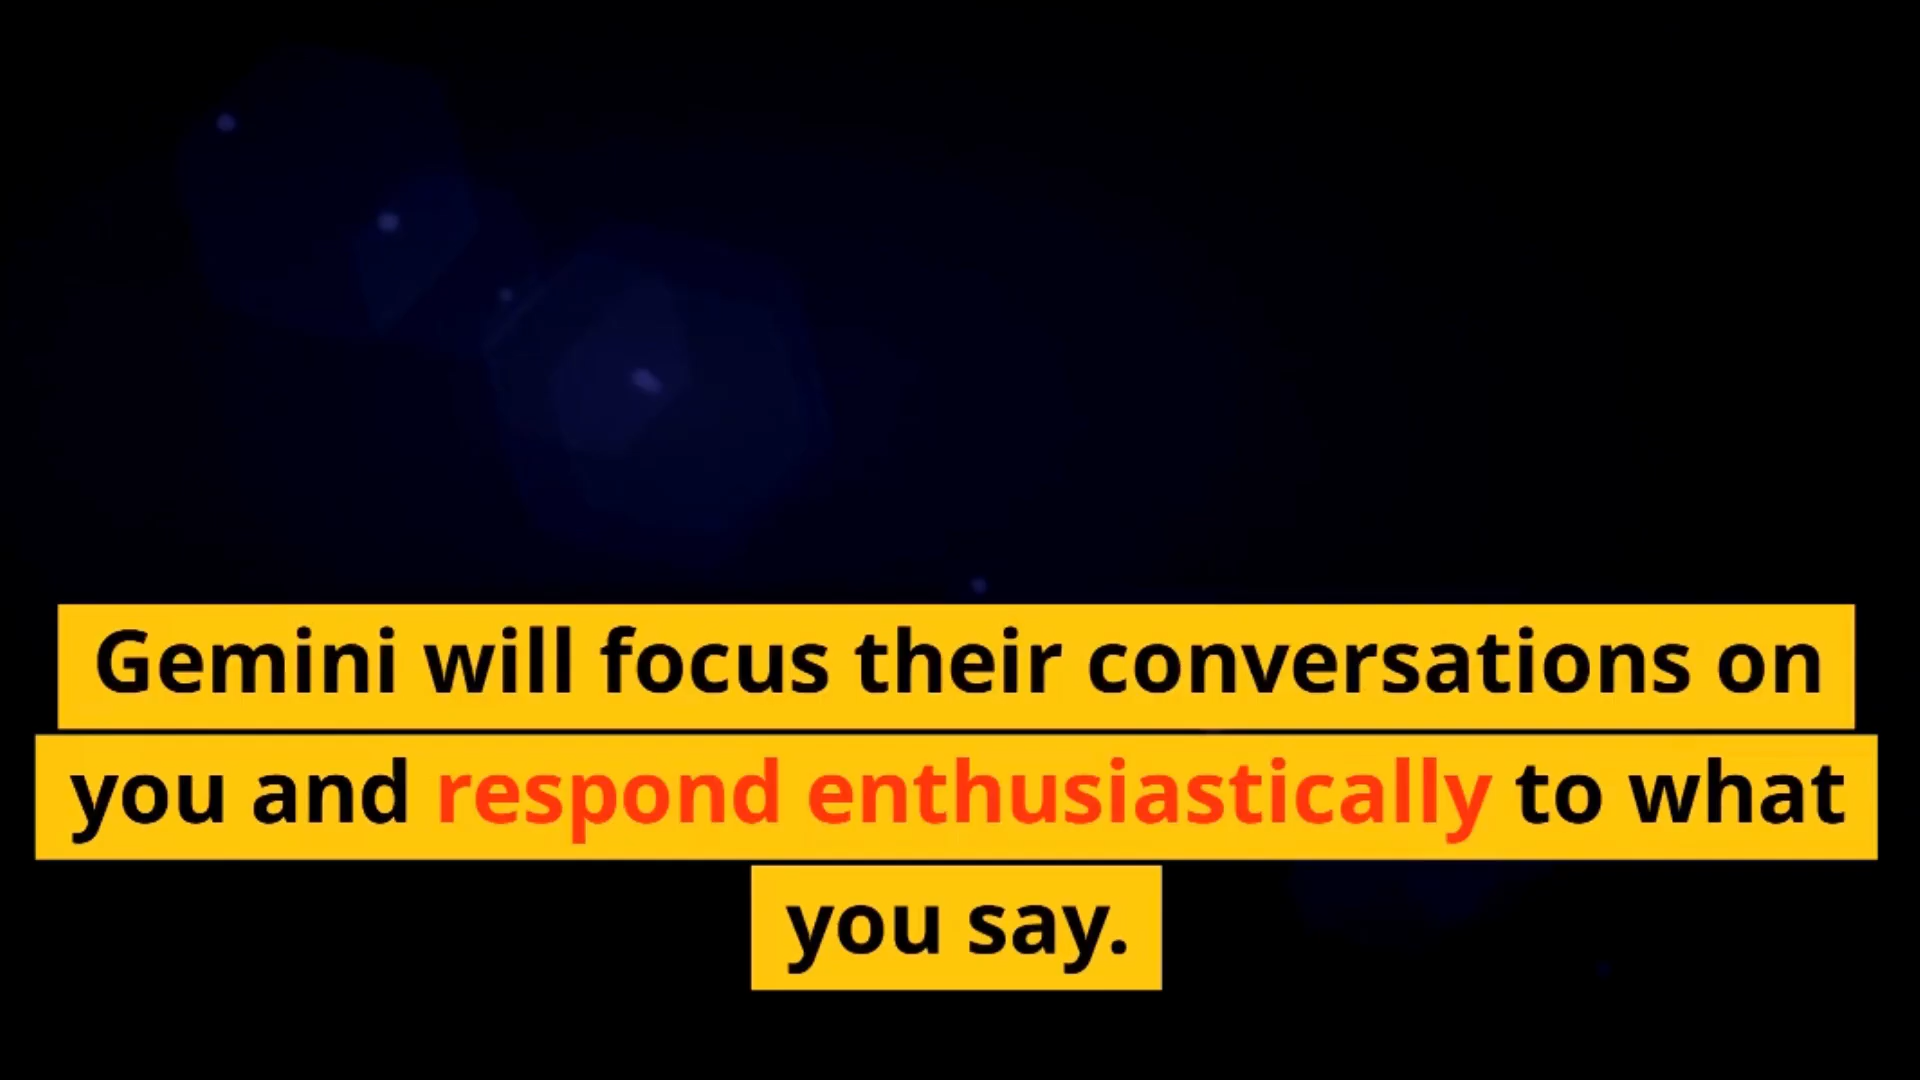 Gemini will focus their conversations on
you and respond enthusiastically to what
you say.